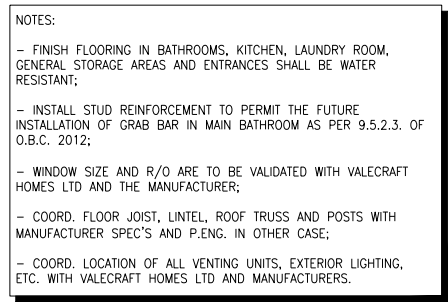 NOTES:
– FINISH FLOORING IN BATHROOMS, KITCHEN, LAUNDRY ROOM,
GENERAL STORAGE AREAS AND ENTRANCES SHALL BE WATER
RESISTANT;
– INSTALL STUD REINFORCEMENT TO PERMIT THE FUTURE
INSTALLATION OF GRAB BAR IN MAIN BATHROOM AS PER 9.5.2.3. OF
O.B.C. 2012;
– WINDOW SIZE AND R/O ARE TO BE VALIDATED WITH VALECRAFT
HOMES LTD AND THE MANUFACTURER;
– COORD. FLOOR JOIST, LINTEL, ROOF TRUSS AND POSTS WITH
MANUFACTURER SPEC'S AND P.ENG. IN OTHER CASE;
– COORD. LOCATION OF ALL VENTING UNITS, EXTERIOR LIGHTING,
ETC. WITH VALECRAFT HOMES LTD AND MANUFACTURERS.